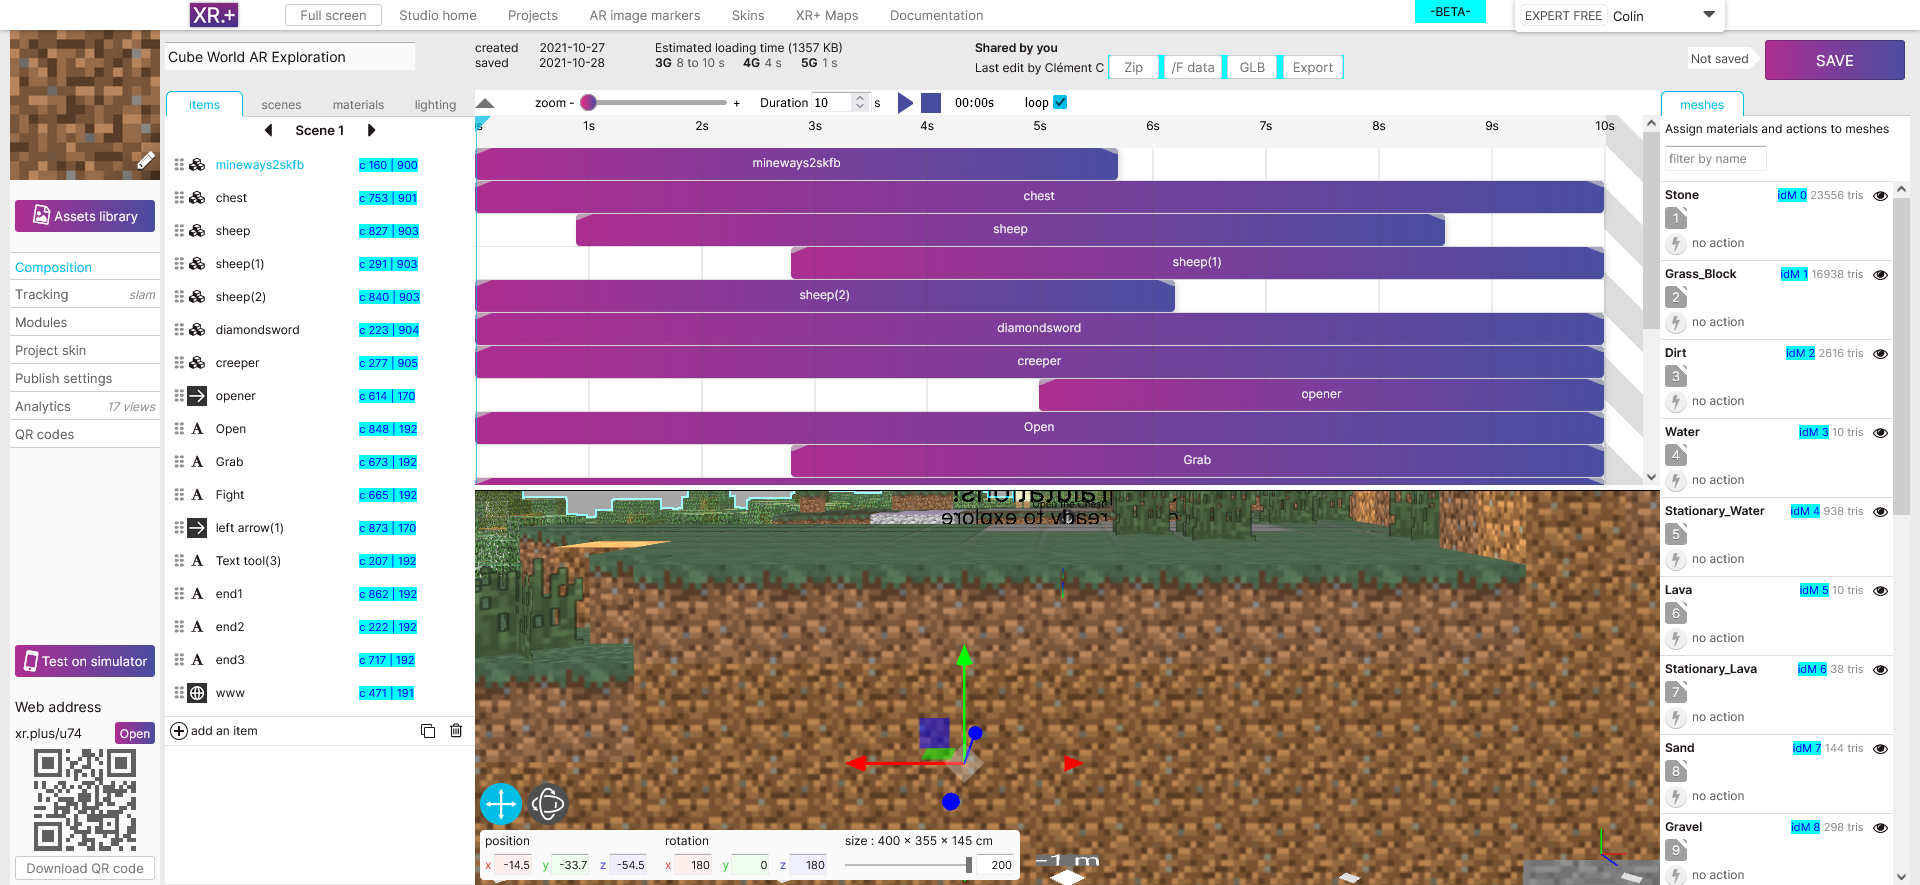 XR.+
Full screen
Studio home
Projects
AR image markers
Skins
XR+ Maps
Documentation
-BETA-
EXPERT FREE
Colin
Cube World AR Exploration
created 2021-10-27
saved 2021-10-28
Estimated loading time (1357 KB)
3G 8 to 10 s 4G 4 s 5G 1 s
Shared by you
Last edit by Clément C
Zip
/F data
GLB
Export
Not saved
SAVE
Assets library
Composition
Tracking slam
Modules
Project skin
Publish settings
Analytics 17 views
QR codes
Test on simulator
Web address
xr.plus/u74
Open
Download QR code
items
scenes
materials
lighting
Scene 1
mineways2skfb c 160 | 900
chest c 753 | 901
sheep c 827 | 903
sheep(1) c 291 | 903
sheep(2) c 840 | 903
diamondsword c 223 | 904
creeper c 277 | 905
opener c 614 | 170
Open c 848 | 192
Grab c 673 | 192
Fight c 665 | 192
left arrow(1) c 873 | 170
Text tool(3) c 207 | 192
end1 c 862 | 192
end2 c 222 | 192
end3 c 717 | 192
www c 471 | 191
add an item
zoom - +
Duration 10 s
00:00s
loop
s 1s 2s 3s 4s 5s 6s 7s 8s 9s 10s
mineways2skfb
chest
sheep
sheep(1)
sheep(2)
diamondsword
creeper
opener
Open
Grab
ready to explore
-1 m
position
x -14.5 y -33.7 z -54.5
rotation
x 180 y 0 z 180
size : 400 × 355 × 145 cm
200
meshes
Assign materials and actions to meshes
filter by name
Stone idM 0 23556 tris
1
no action
Grass_Block idM 1 16938 tris
2
no action
Dirt idM 2 2616 tris
3
no action
Water idM 3 10 tris
4
no action
Stationary_Water idM 4 938 tris
5
no action
Lava idM 5 10 tris
6
no action
Stationary_Lava idM 6 38 tris
7
no action
Sand idM 7 144 tris
8
no action
Gravel idM 8 298 tris
9
no action